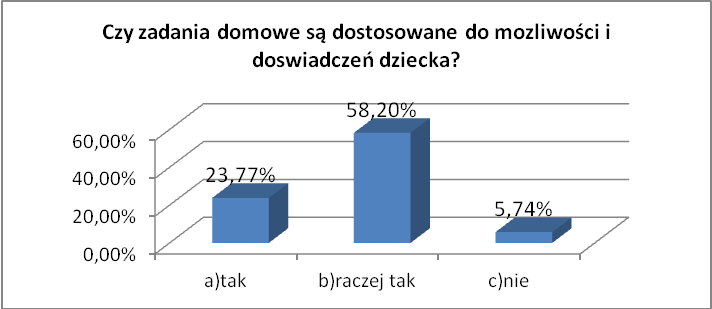 Czy zadania domowe są dostosowane do mozliwości i
doswiadczeń dziecka?
58,20%
60,00%
23,77%
40,00%
20,00%
5,74%
0,00%
a)tak
b)raczej tak
c)nie